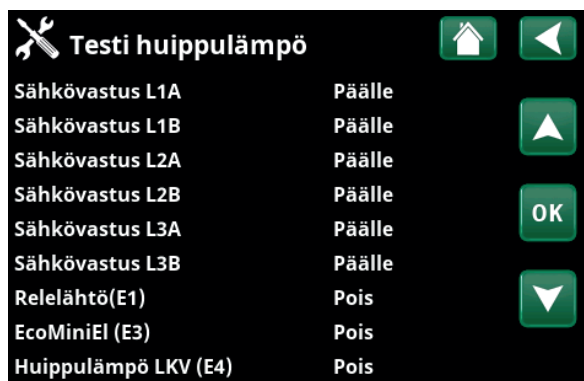 Testi huippulämpö
Sähkövastus L1A Päälle
Sähkövastus L1B Päälle
Sähkövastus L2A Päälle
Sähkövastus L2B Päälle
Sähkövastus L3A Päälle
Sähkövastus L3B Päälle
Relelähtö(E1) Pois
EcoMiniEl (E3) Pois
Huippulämpö LKV (E4) Pois
OK